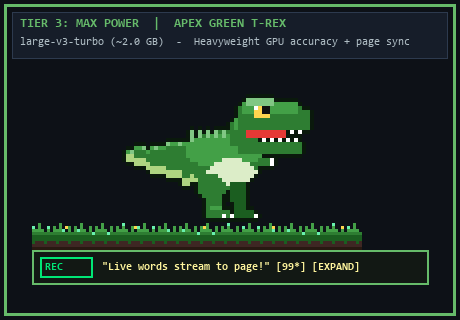 TIER 3: MAX POWER | APEX GREEN T-REX
large-v3-turbo (~2.0 GB) - Heavyweight GPU accuracy + page sync
REC "Live words stream to page!" [99*] [EXPAND]